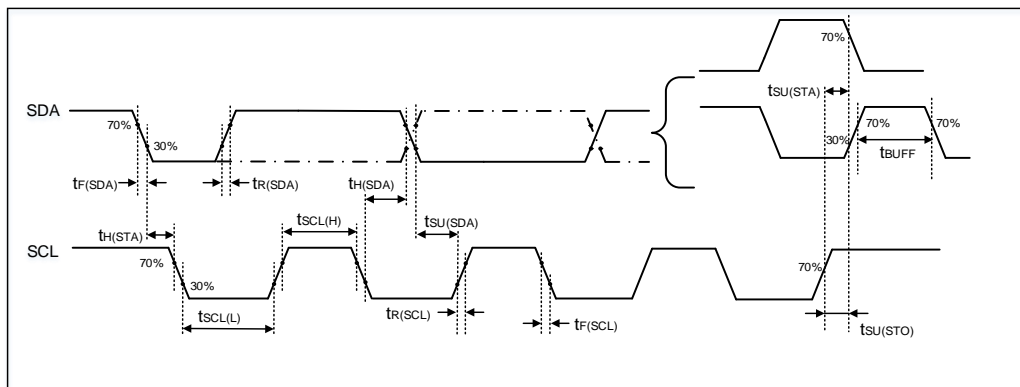 70%
tSU(STA)
SDA
70%
30%
30%
70%
70%
tBUFF
tF(SDA)
tR(SDA)
tH(SDA)
tSCL(H)
tSU(SDA)
tH(STA)
SCL
70%
30%
70%
tSCL(L)
tR(SCL)
tF(SCL)
tSU(STO)